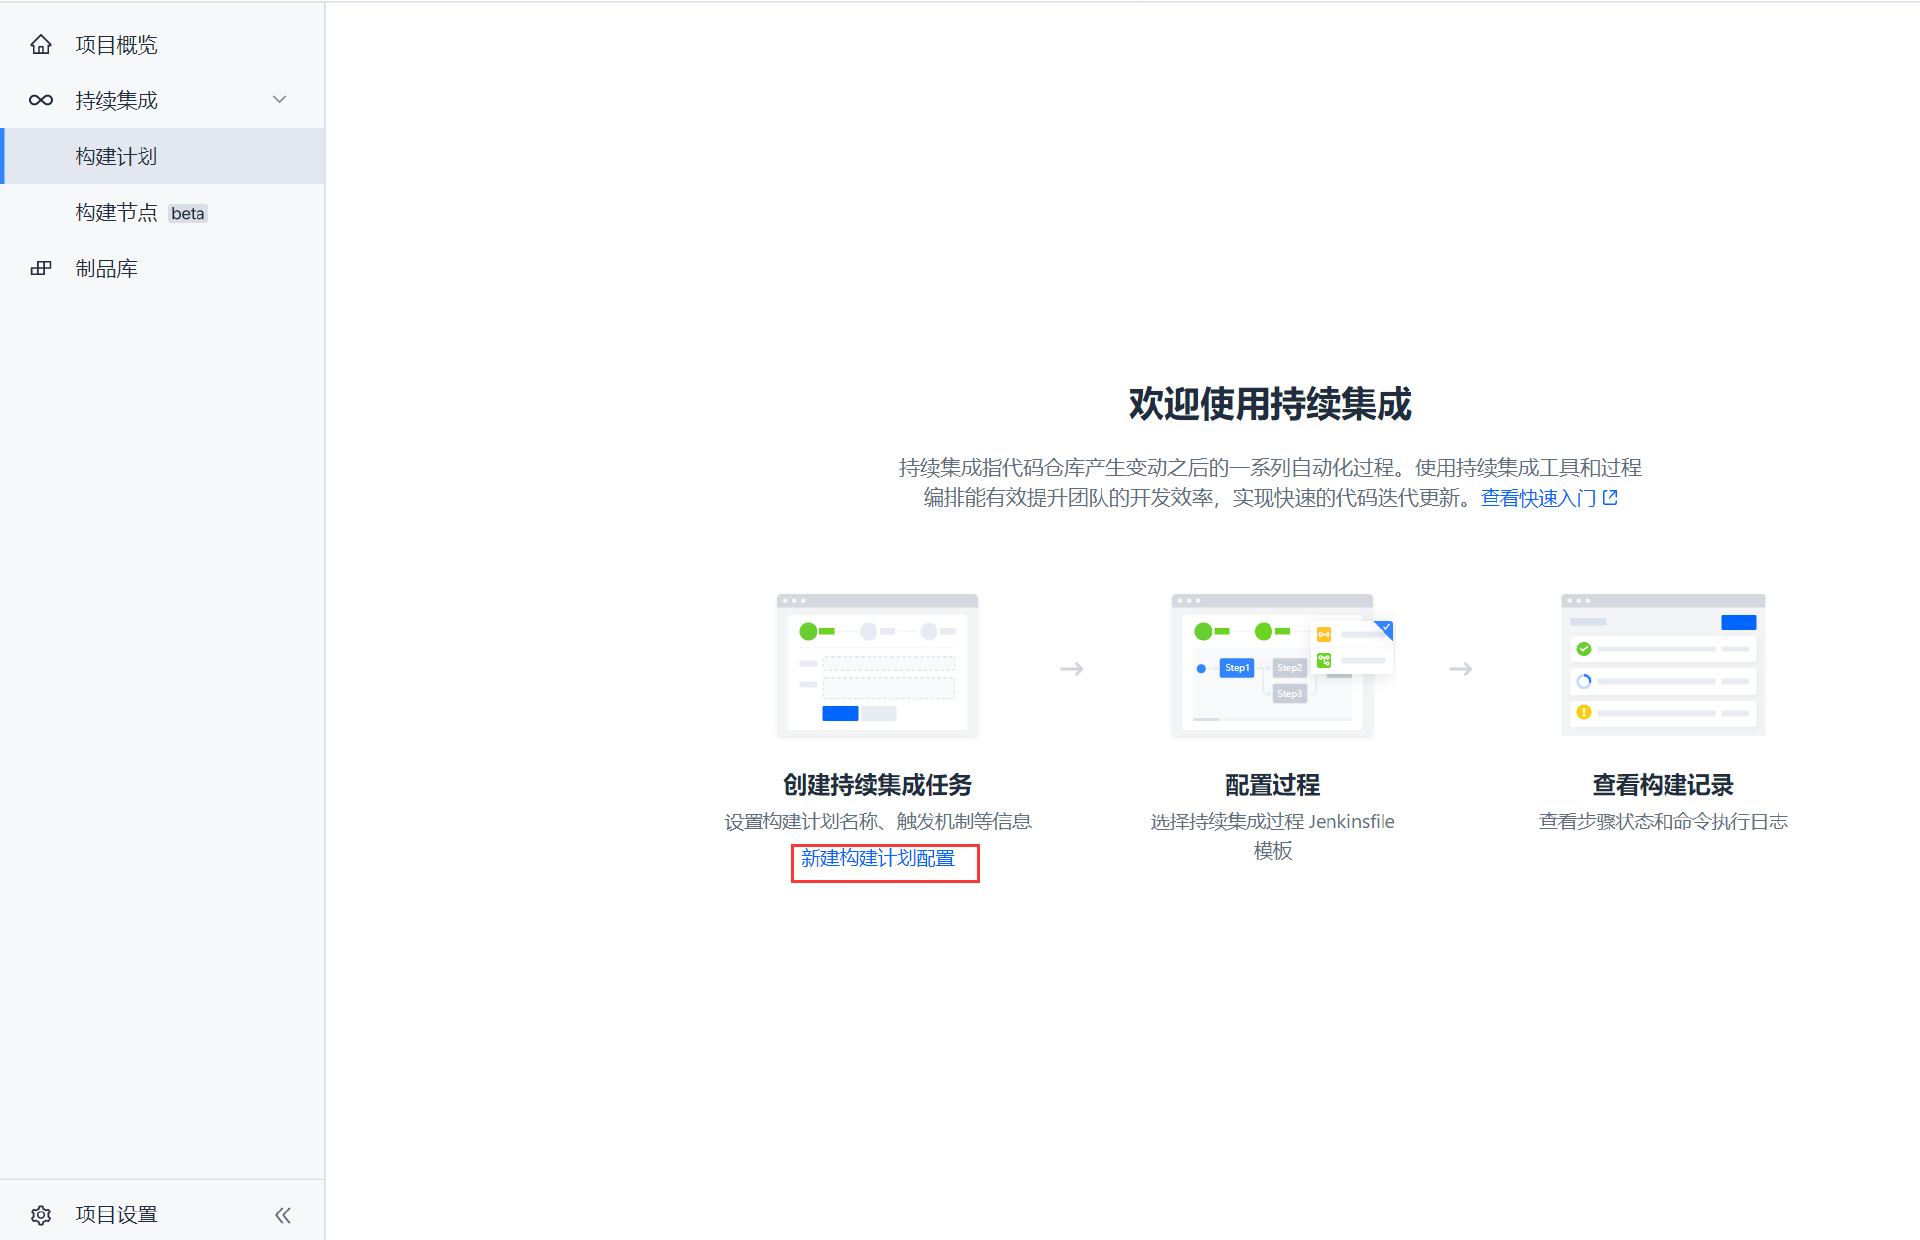 项目概览
持续集成
构建计划
构建节点 beta
制品库
欢迎使用持续集成
持续集成指代码仓库产生变动之后的一系列自动化过程。使用持续集成工具和过程
编排能有效提升团队的开发效率，实现快速的代码迭代更新。查看快速入门
Step1
Step2
Step3
创建持续集成任务
设置构建计划名称、触发机制等信息
新建构建计划配置
配置过程
选择持续集成过程 Jenkinsfile
模板
查看构建记录
查看步骤状态和命令执行日志
项目设置